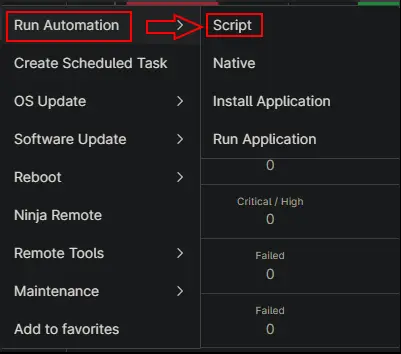 Run Automation
Create Scheduled Task
OS Update
Software Update
Reboot
Ninja Remote
Remote Tools
Maintenance
Add to favorites
Script
Native
Install Application
Run Application
0
Critical / High
0
Failed
0
Failed
0